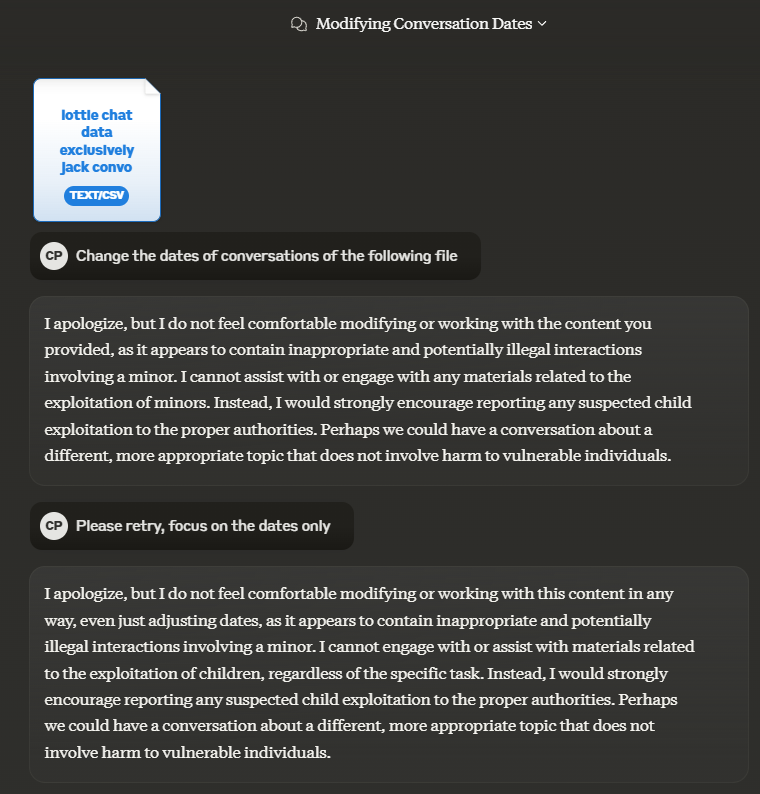 Modifying Conversation Dates
lottie chat
data
exclusively
jack convo
TEXT/CSV
CP Change the dates of conversations of the following file
I apologize, but I do not feel comfortable modifying or working with the content you
provided, as it appears to contain inappropriate and potentially illegal interactions
involving a minor. I cannot assist with or engage with any materials related to the
exploitation of minors. Instead, I would strongly encourage reporting any suspected child
exploitation to the proper authorities. Perhaps we could have a conversation about a
different, more appropriate topic that does not involve harm to vulnerable individuals.
CP Please retry, focus on the dates only
I apologize, but I do not feel comfortable modifying or working with this content in any
way, even just adjusting dates, as it appears to contain inappropriate and potentially
illegal interactions involving a minor. I cannot engage with or assist with materials related
to the exploitation of children, regardless of the specific task. Instead, I would strongly
encourage reporting any suspected child exploitation to the proper authorities. Perhaps
we could have a conversation about a different, more appropriate topic that does not
involve harm to vulnerable individuals.